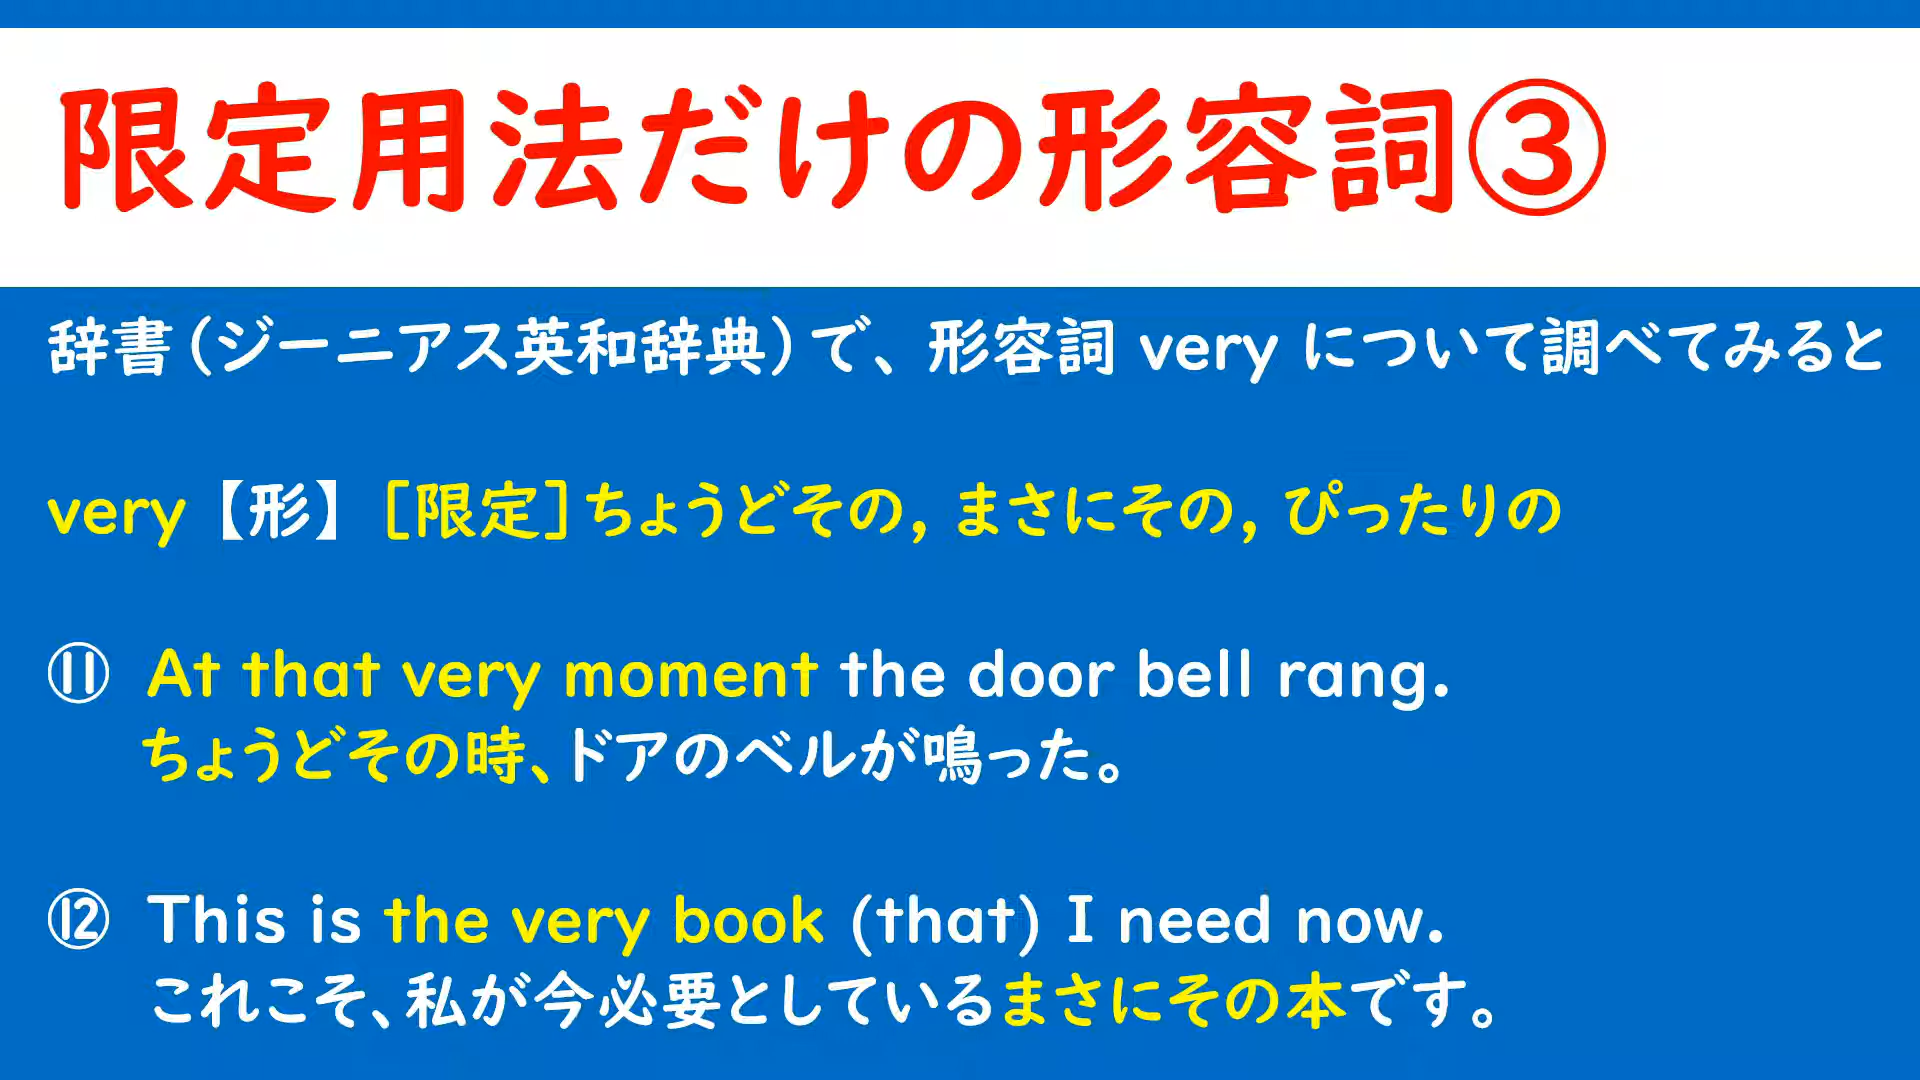 限定用法だけの形容詞③
辞書(ジーニアス英和辞典)で、形容詞 very について調べてみると
very【形】[限定]ちょうどその, まさにその, ぴったりの
⑪ At that very moment the door bell rang.
ちょうどその時、ドアのベルが鳴った。
⑫ This is the very book (that) I need now.
これこそ、私が今必要としているまさにその本です。